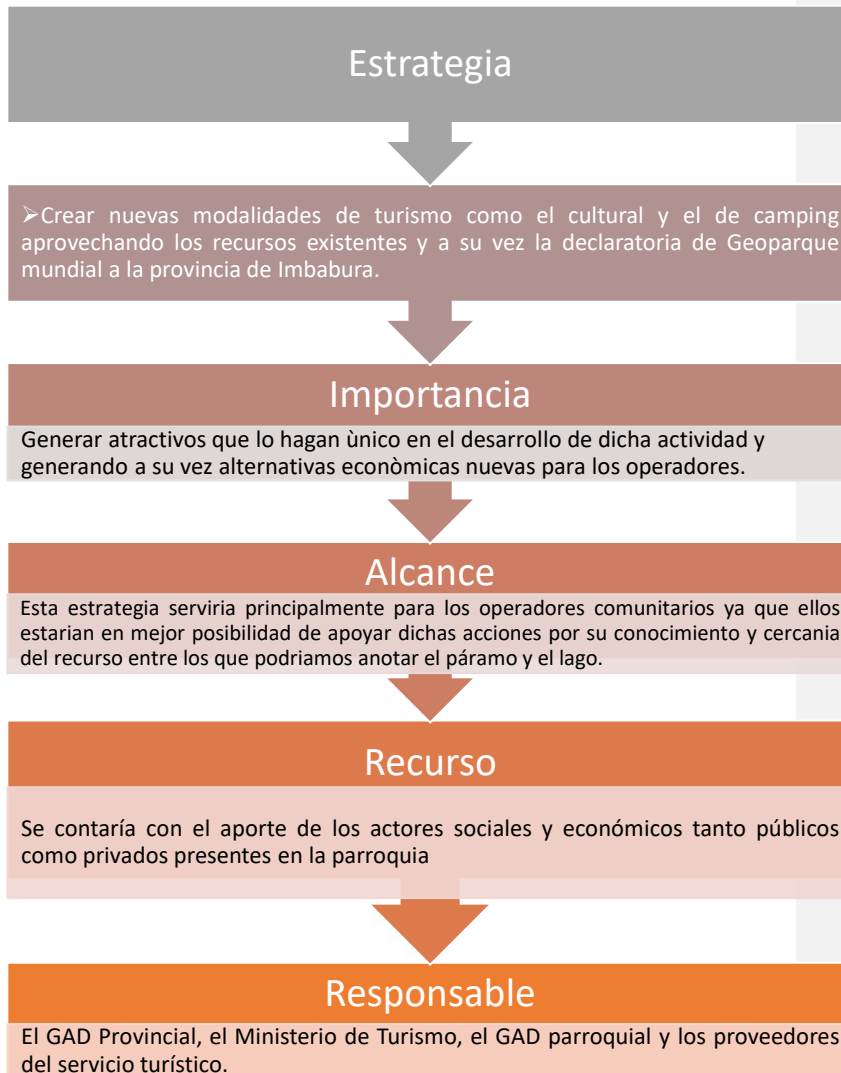 Estrategia
➢Crear nuevas modalidades de turismo como el cultural y el de camping
aprovechando los recursos existentes y a su vez la declaratoria de Geoparque
mundial a la provincia de Imbabura.
Importancia
Generar atractivos que lo hagan ùnico en el desarrollo de dicha actividad y
generando a su vez alternativas econòmicas nuevas para los operadores.
Alcance
Esta estrategia serviria principalmente para los operadores comunitarios ya que ellos
estarian en mejor posibilidad de apoyar dichas acciones por su conocimiento y cercania
del recurso entre los que podriamos anotar el páramo y el lago.
Recurso
Se contaría con el aporte de los actores sociales y económicos tanto públicos
como privados presentes en la parroquia
Responsable
El GAD Provincial, el Ministerio de Turismo, el GAD parroquial y los proveedores
del servicio turístico.